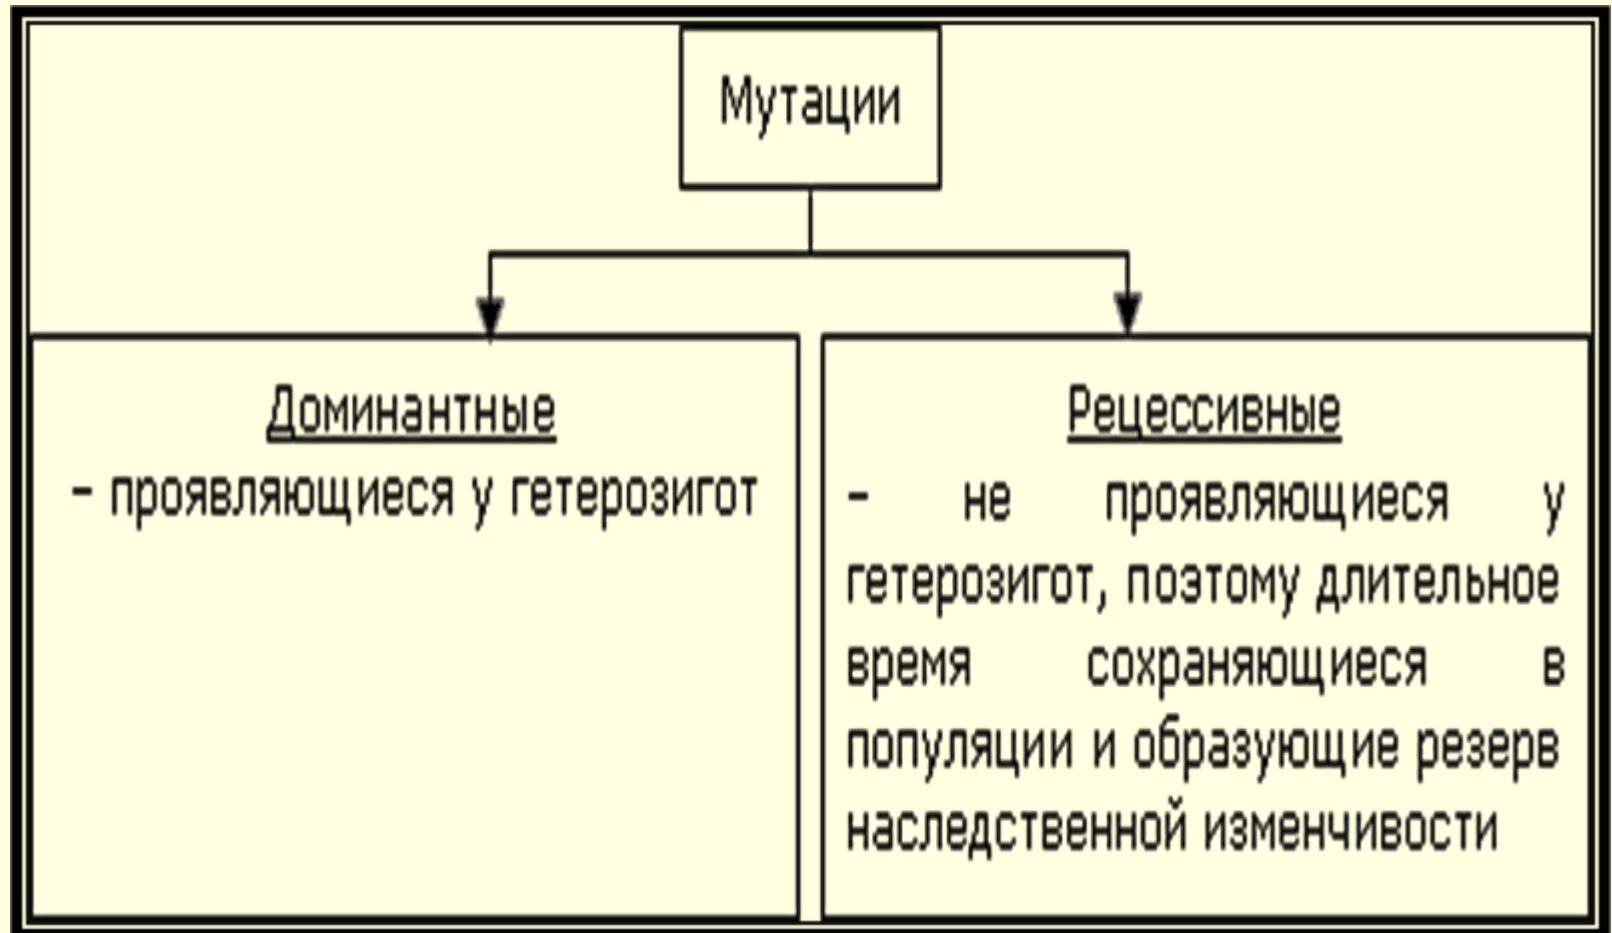 Мутации
Доминантные
– проявляющиеся у гетерозигот
Рецессивные
– не проявляющиеся у
гетерозигот, поэтому длительное
время сохраняющиеся в
популяции и образующие резерв
наследственной изменчивости